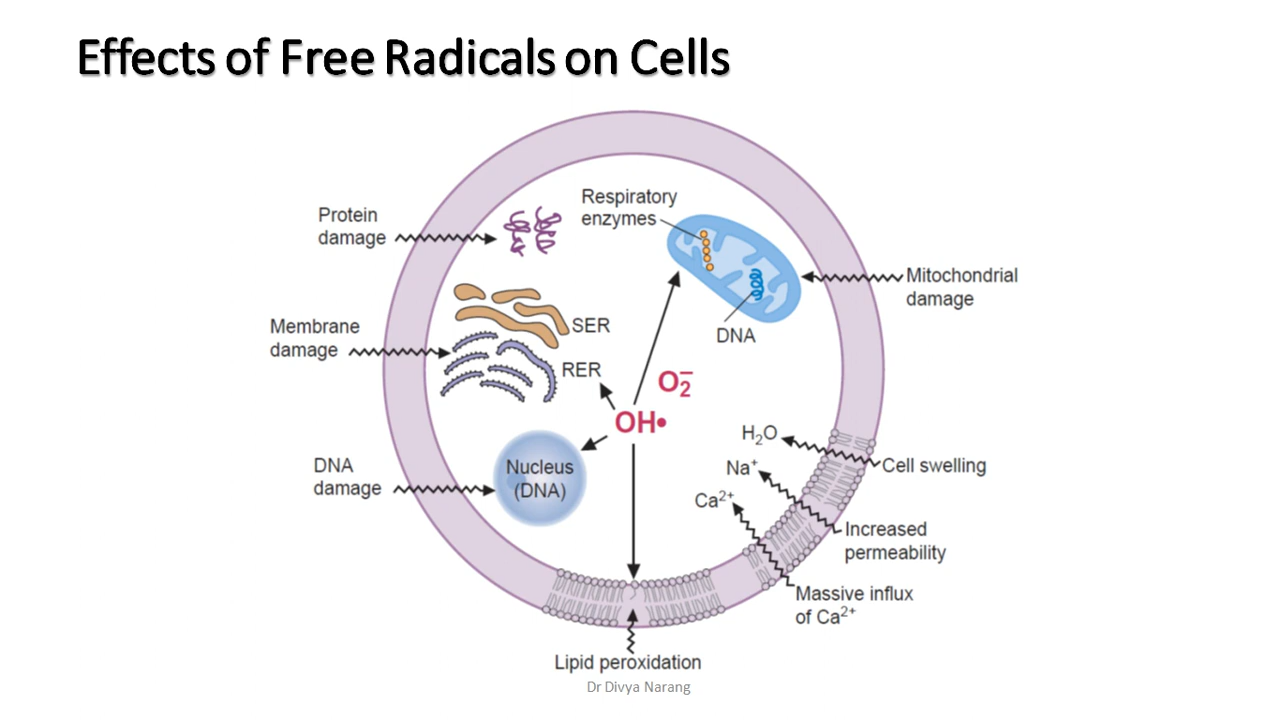 Effects of Free Radicals on Cells
Respiratory
enzymes
Protein
damage
Mitochondrial
damage
DNA
SER
Membrane
damage
RER
O₂⁻
OH•
H₂O
Cell swelling
Na⁺
DNA
damage
Nucleus
(DNA)
Ca²⁺
Increased
permeability
Massive influx
of Ca²⁺
Lipid peroxidation
Dr Divya Narang